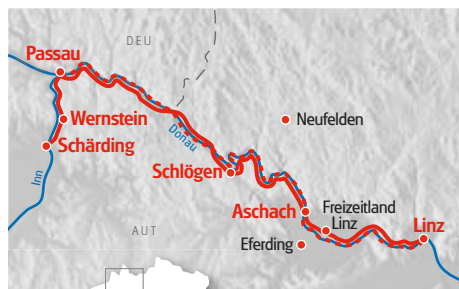 DEU
Passau
Wernstein
Neufelden
Donau
Schärding
Schlögen
Inn
Aschach
Freizeitland
Linz
Linz
AUT
Eferding